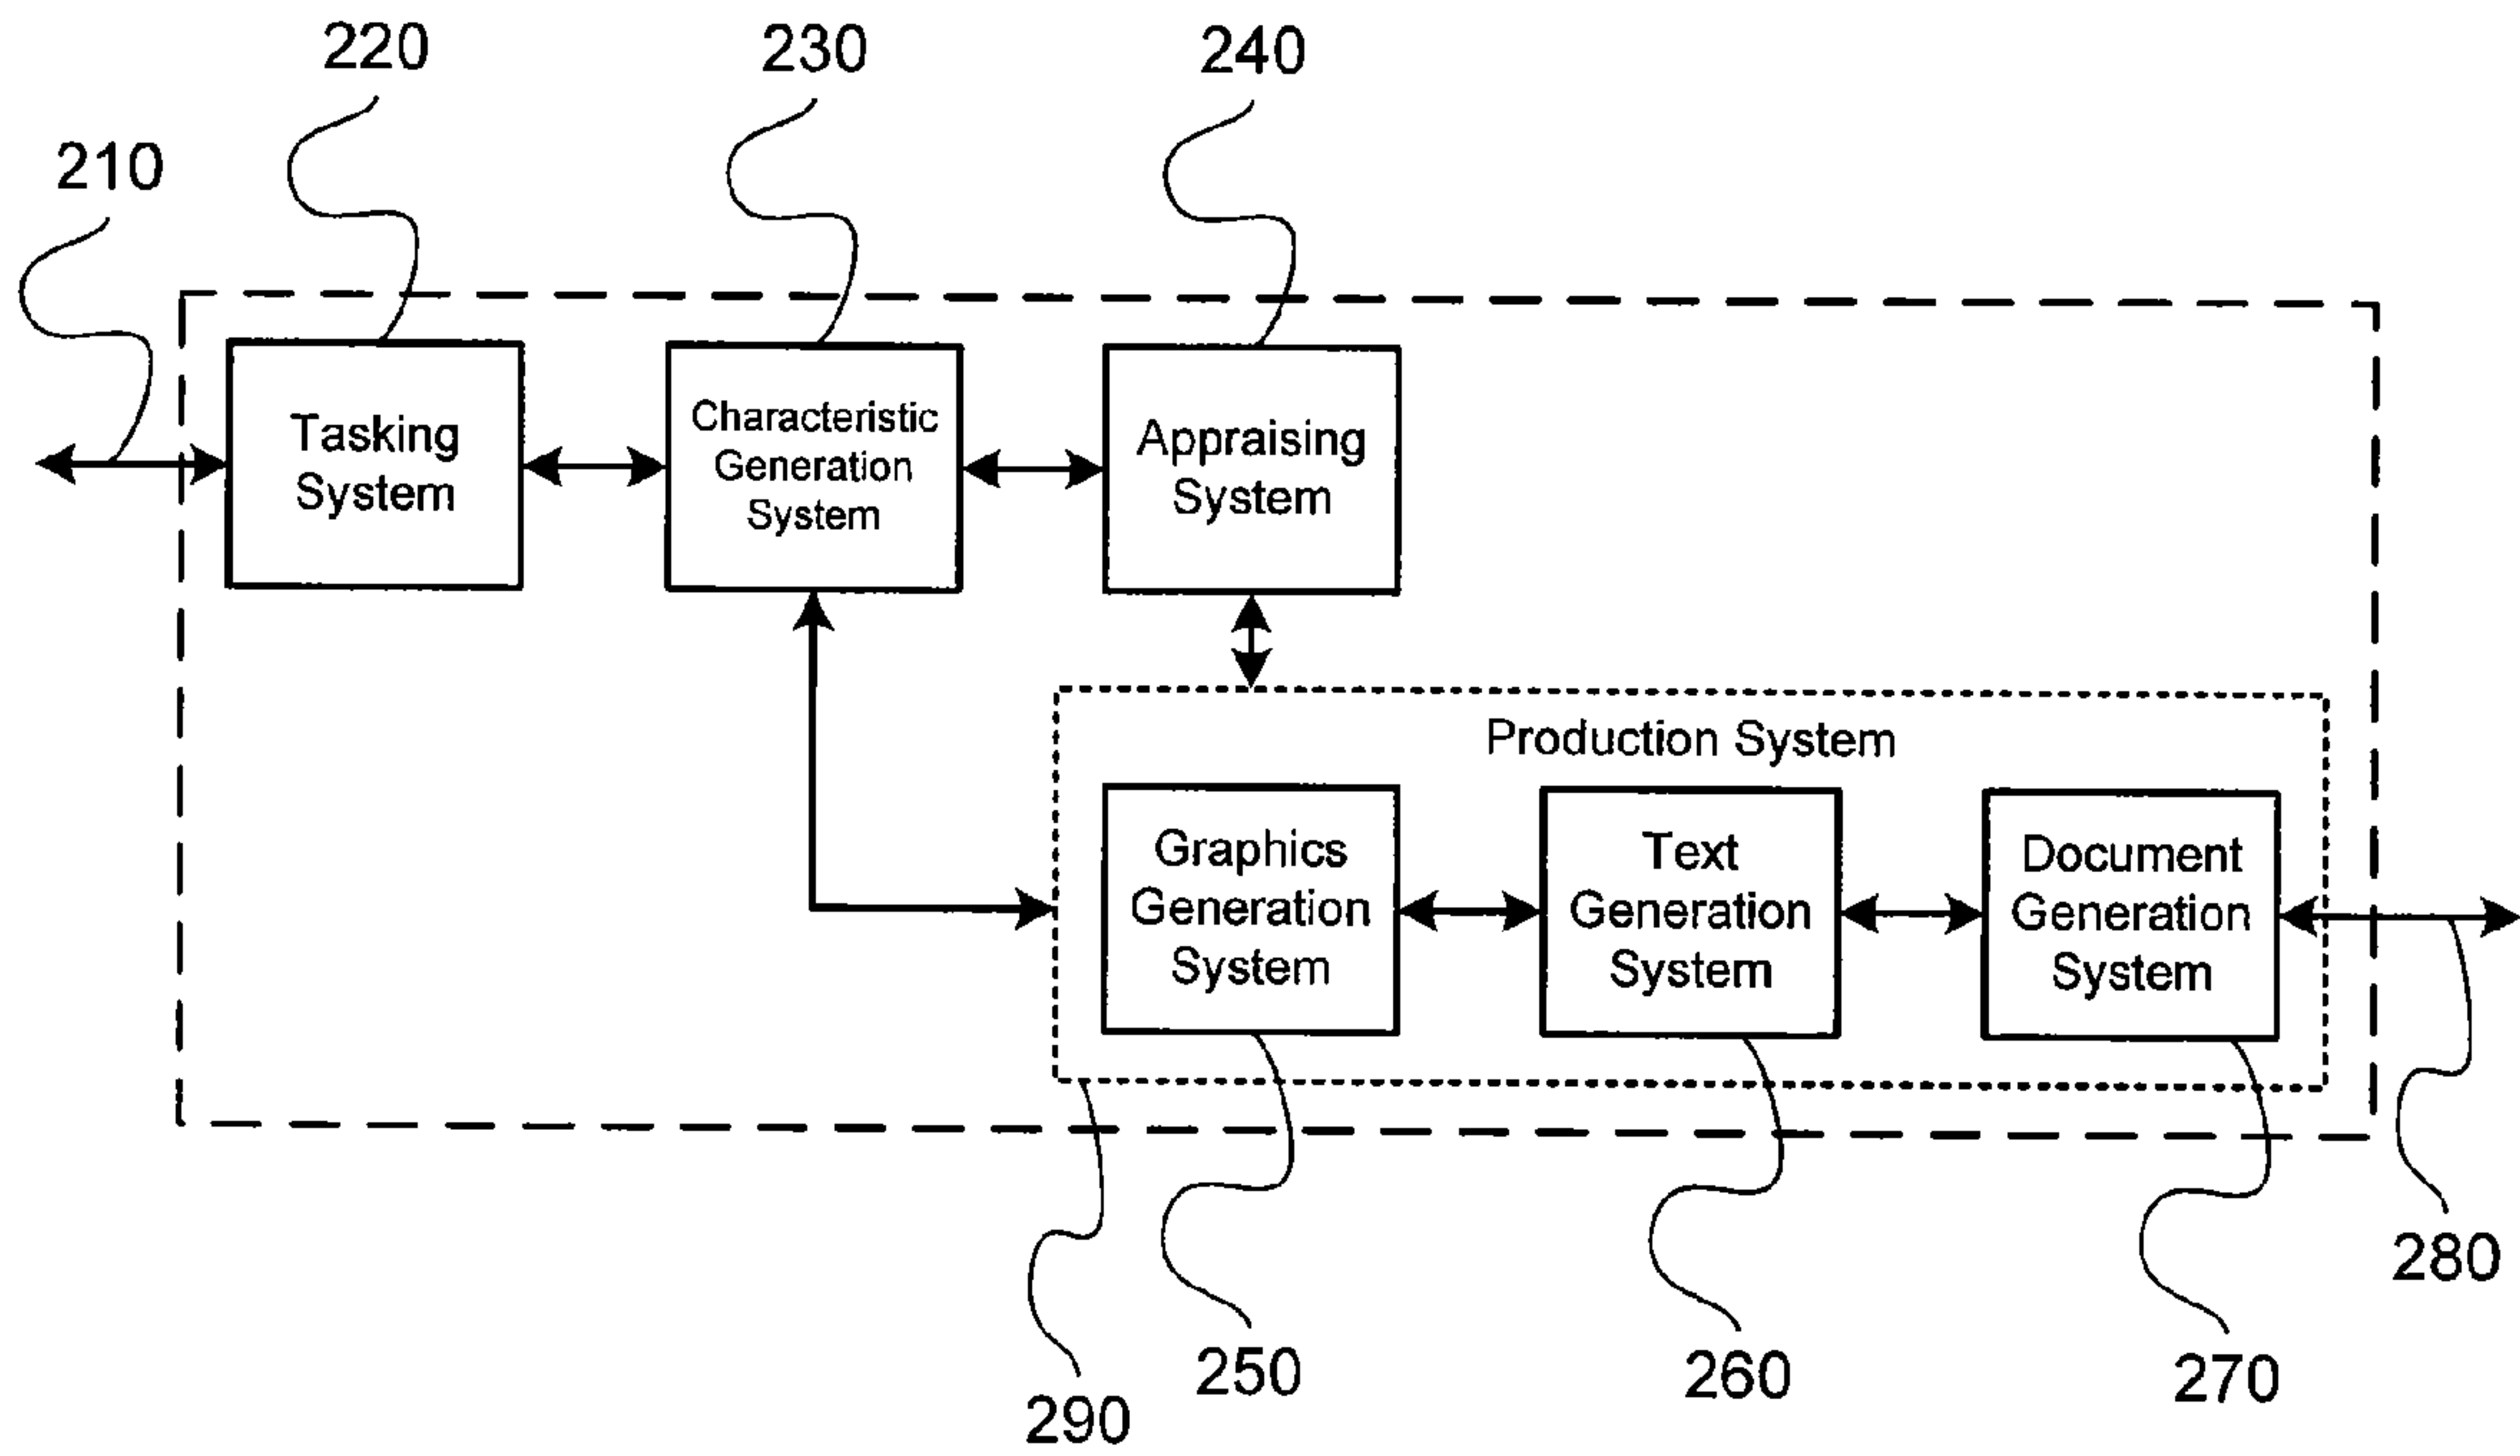 220
230
240
210
Tasking
System
Characteristic
Generation
System
Appraising
System
Production System
Graphics
Generation
System
Text
Generation
System
Document
Generation
System
280
250
260
270
290